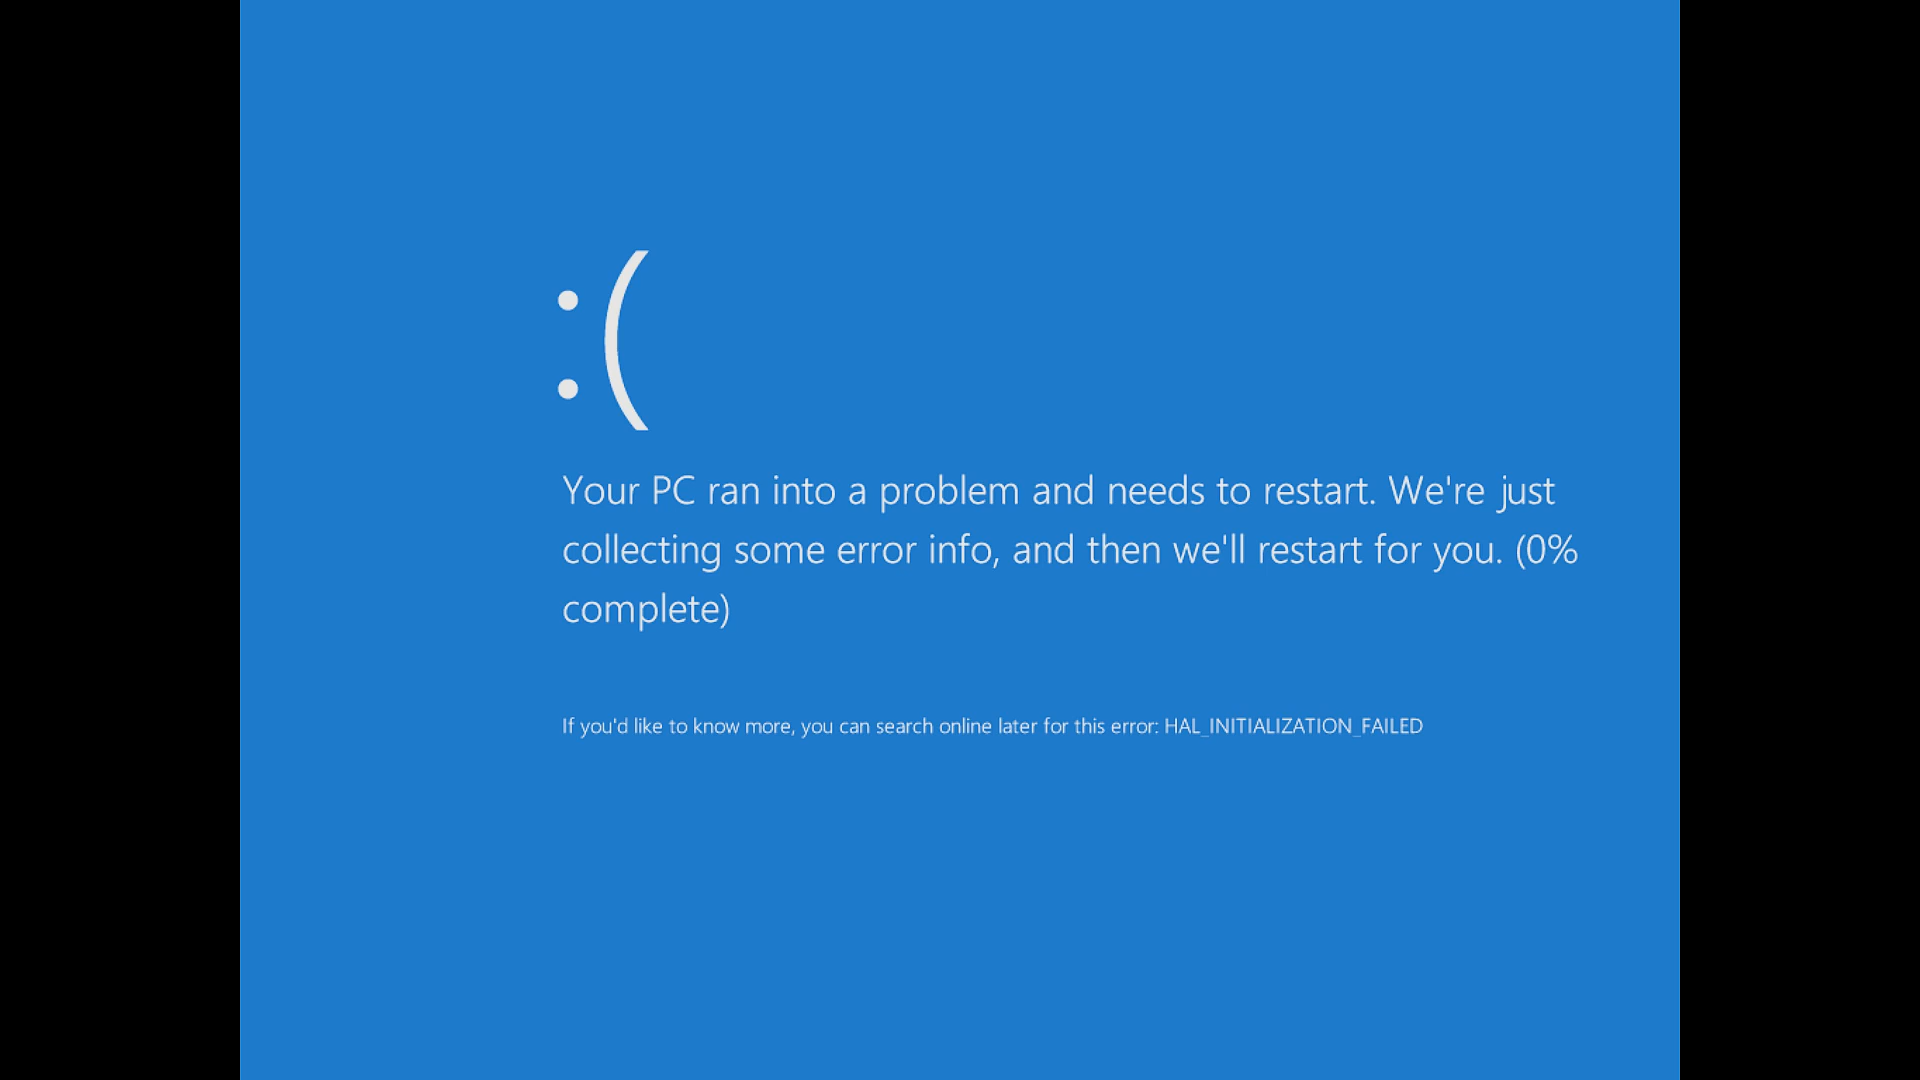 :(
Your PC ran into a problem and needs to restart. We're just
collecting some error info, and then we'll restart for you. (0%
complete)
If you'd like to know more, you can search online later for this error: HAL_INITIALIZATION_FAILED